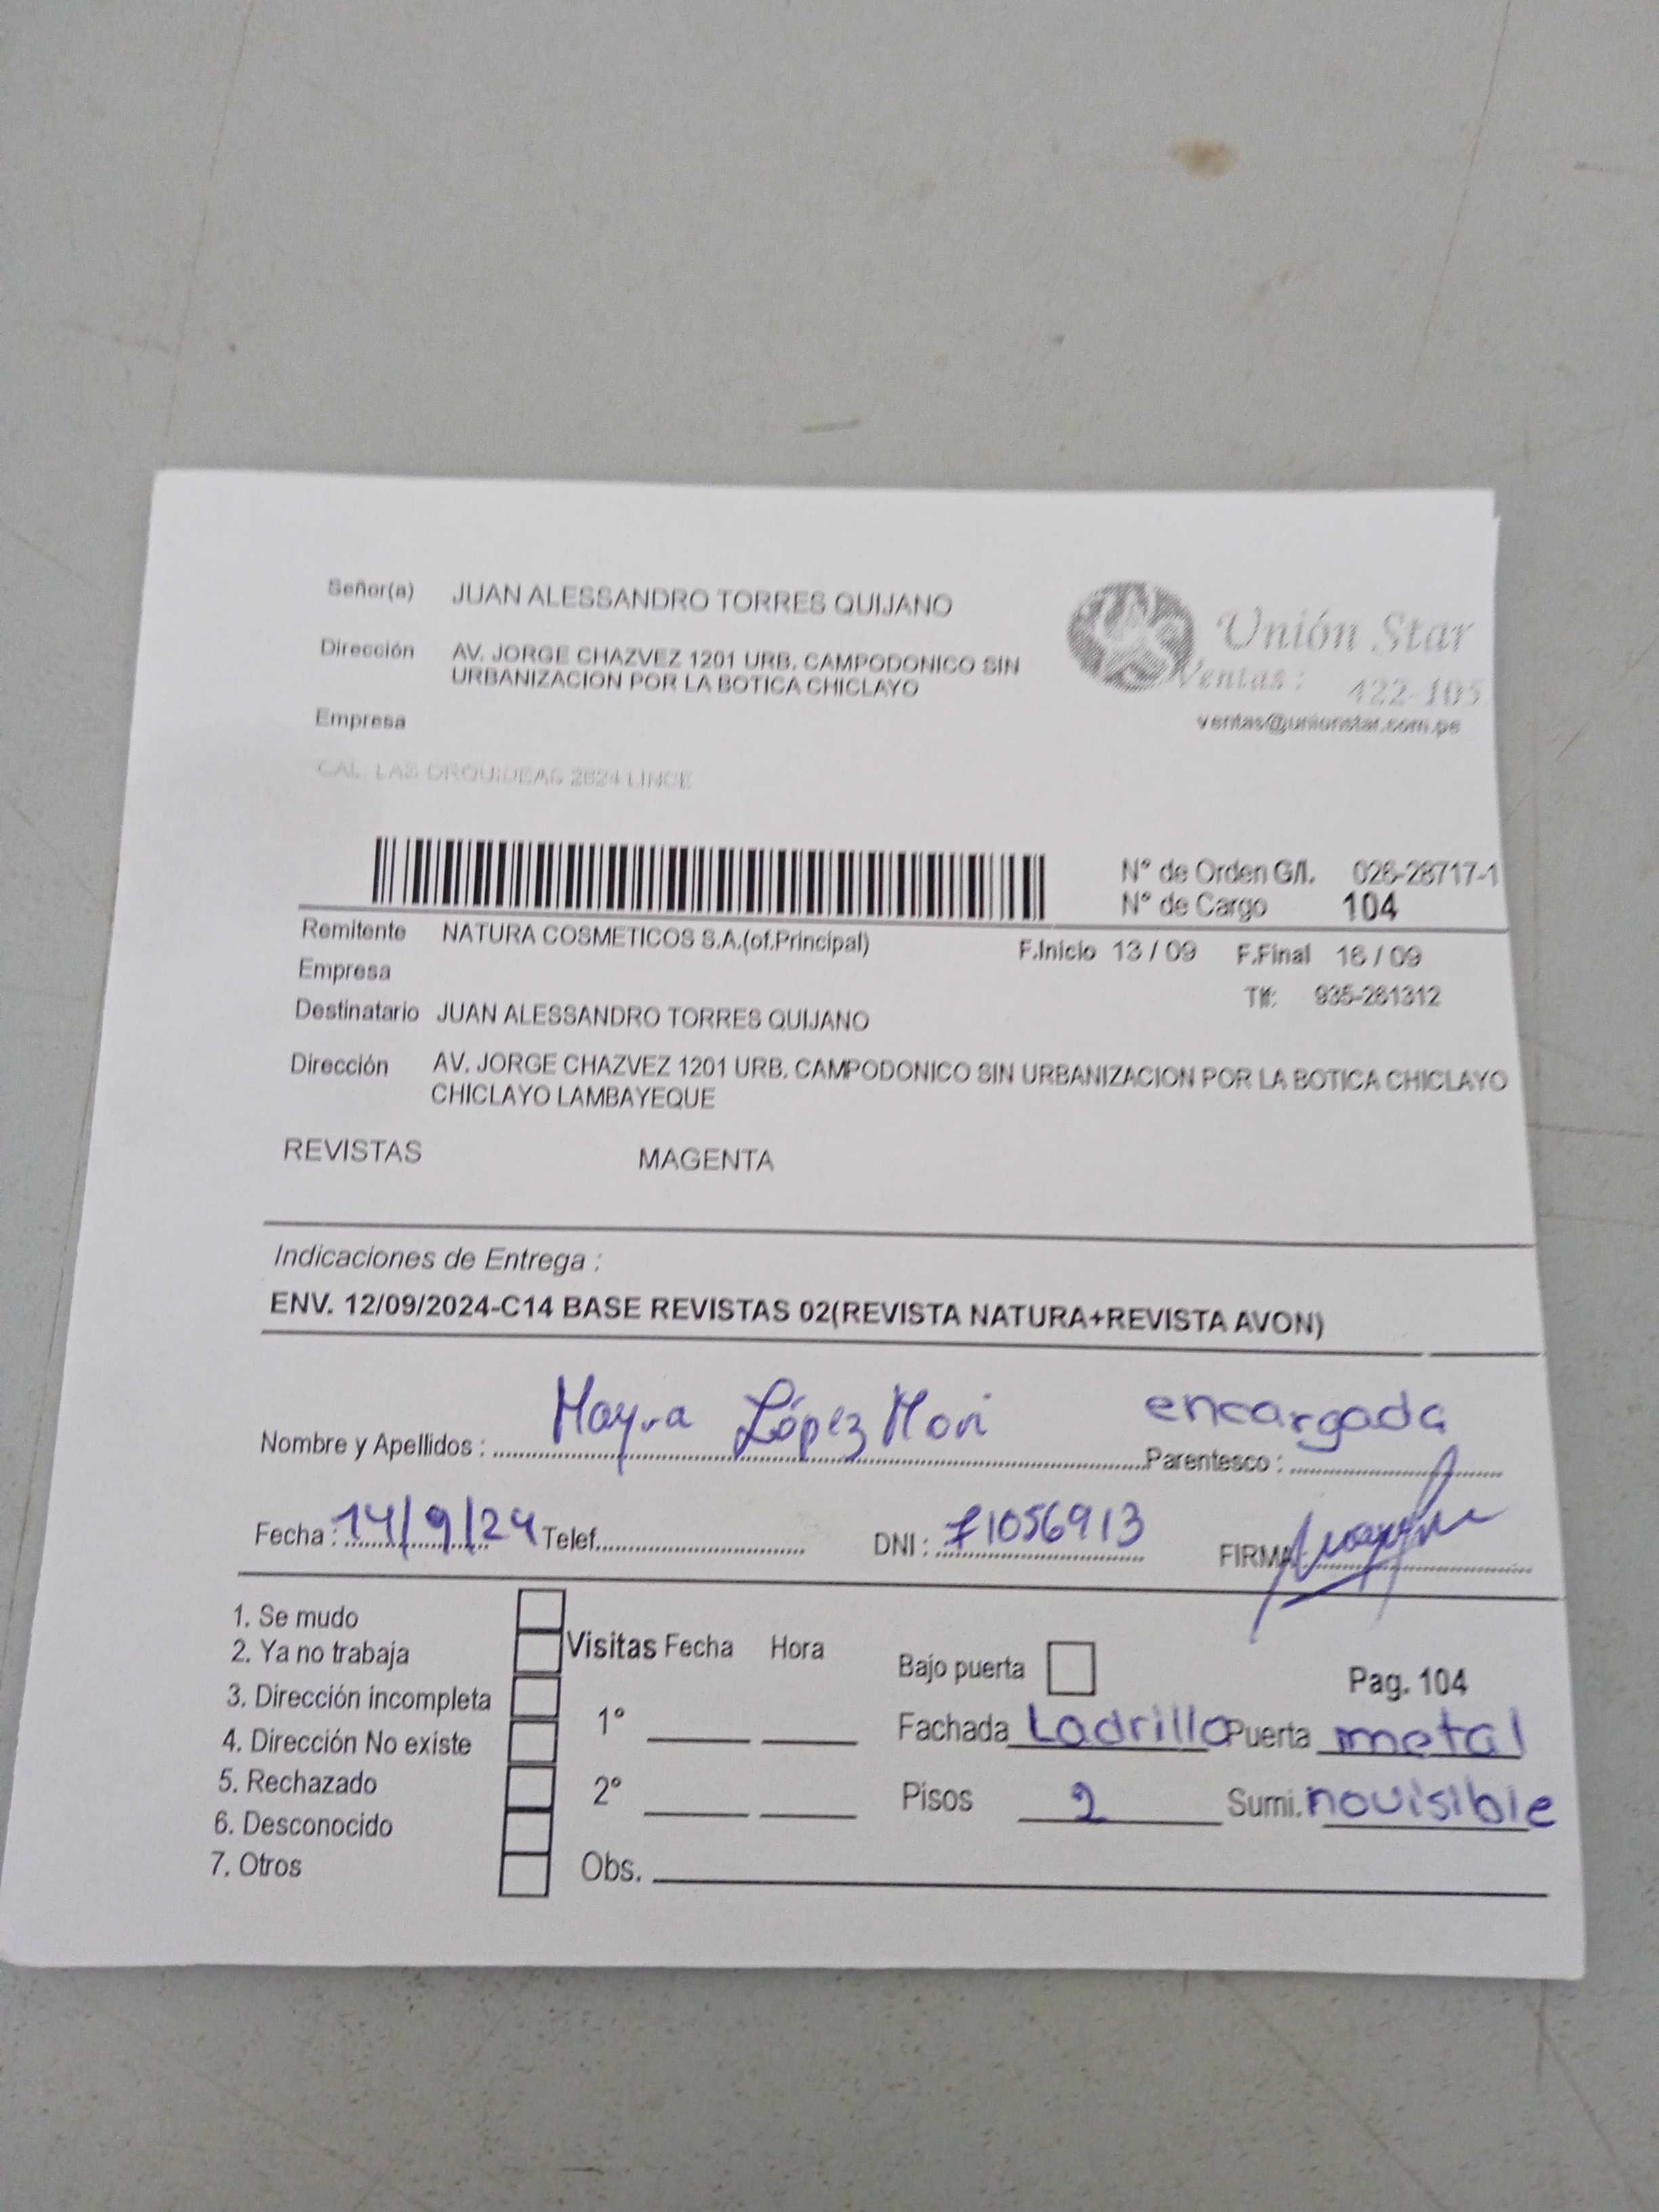 Señor(a) JUAN ALESSANDRO TORRES QUIJANO
Dirección AV. JORGE CHAZVEZ 1201 URB. CAMPODONICO SIN
URBANIZACION POR LA BOTICA CHICLAYO
Unión Star
Ventas: 422-105
Empresa
ventas@unionstar.com.pe
CAL. LAS ORQUIDEAS 2624 LINCE
N° de Orden G/I. 026-28717-1
N° de Cargo 104
Remitente NATURA COSMETICOS S.A.(of.Principal) F.Inicio 13 / 09 F.Final 16 / 09
Empresa
Tlf: 935-261312
Destinatario JUAN ALESSANDRO TORRES QUIJANO
Dirección AV. JORGE CHAZVEZ 1201 URB. CAMPODONICO SIN URBANIZACION POR LA BOTICA CHICLAYO
CHICLAYO LAMBAYEQUE
REVISTAS MAGENTA
Indicaciones de Entrega :
ENV. 12/09/2024-C14 BASE REVISTAS 02(REVISTA NATURA+REVISTA AVON)
Nombre y Apellidos : Mayra López Mori Parentesco : encargada
Fecha : 14/9/24 Telef. DNI : 71056913 FIRMA:
1. Se mudo
2. Ya no trabaja
3. Dirección incompleta
4. Dirección No existe
5. Rechazado
6. Desconocido
7. Otros
Visitas Fecha Hora
1°
2°
Obs.
Bajo puerta Pag. 104
Fachada Ladrillo Puerta metal
Pisos 2 Sumi. no visible